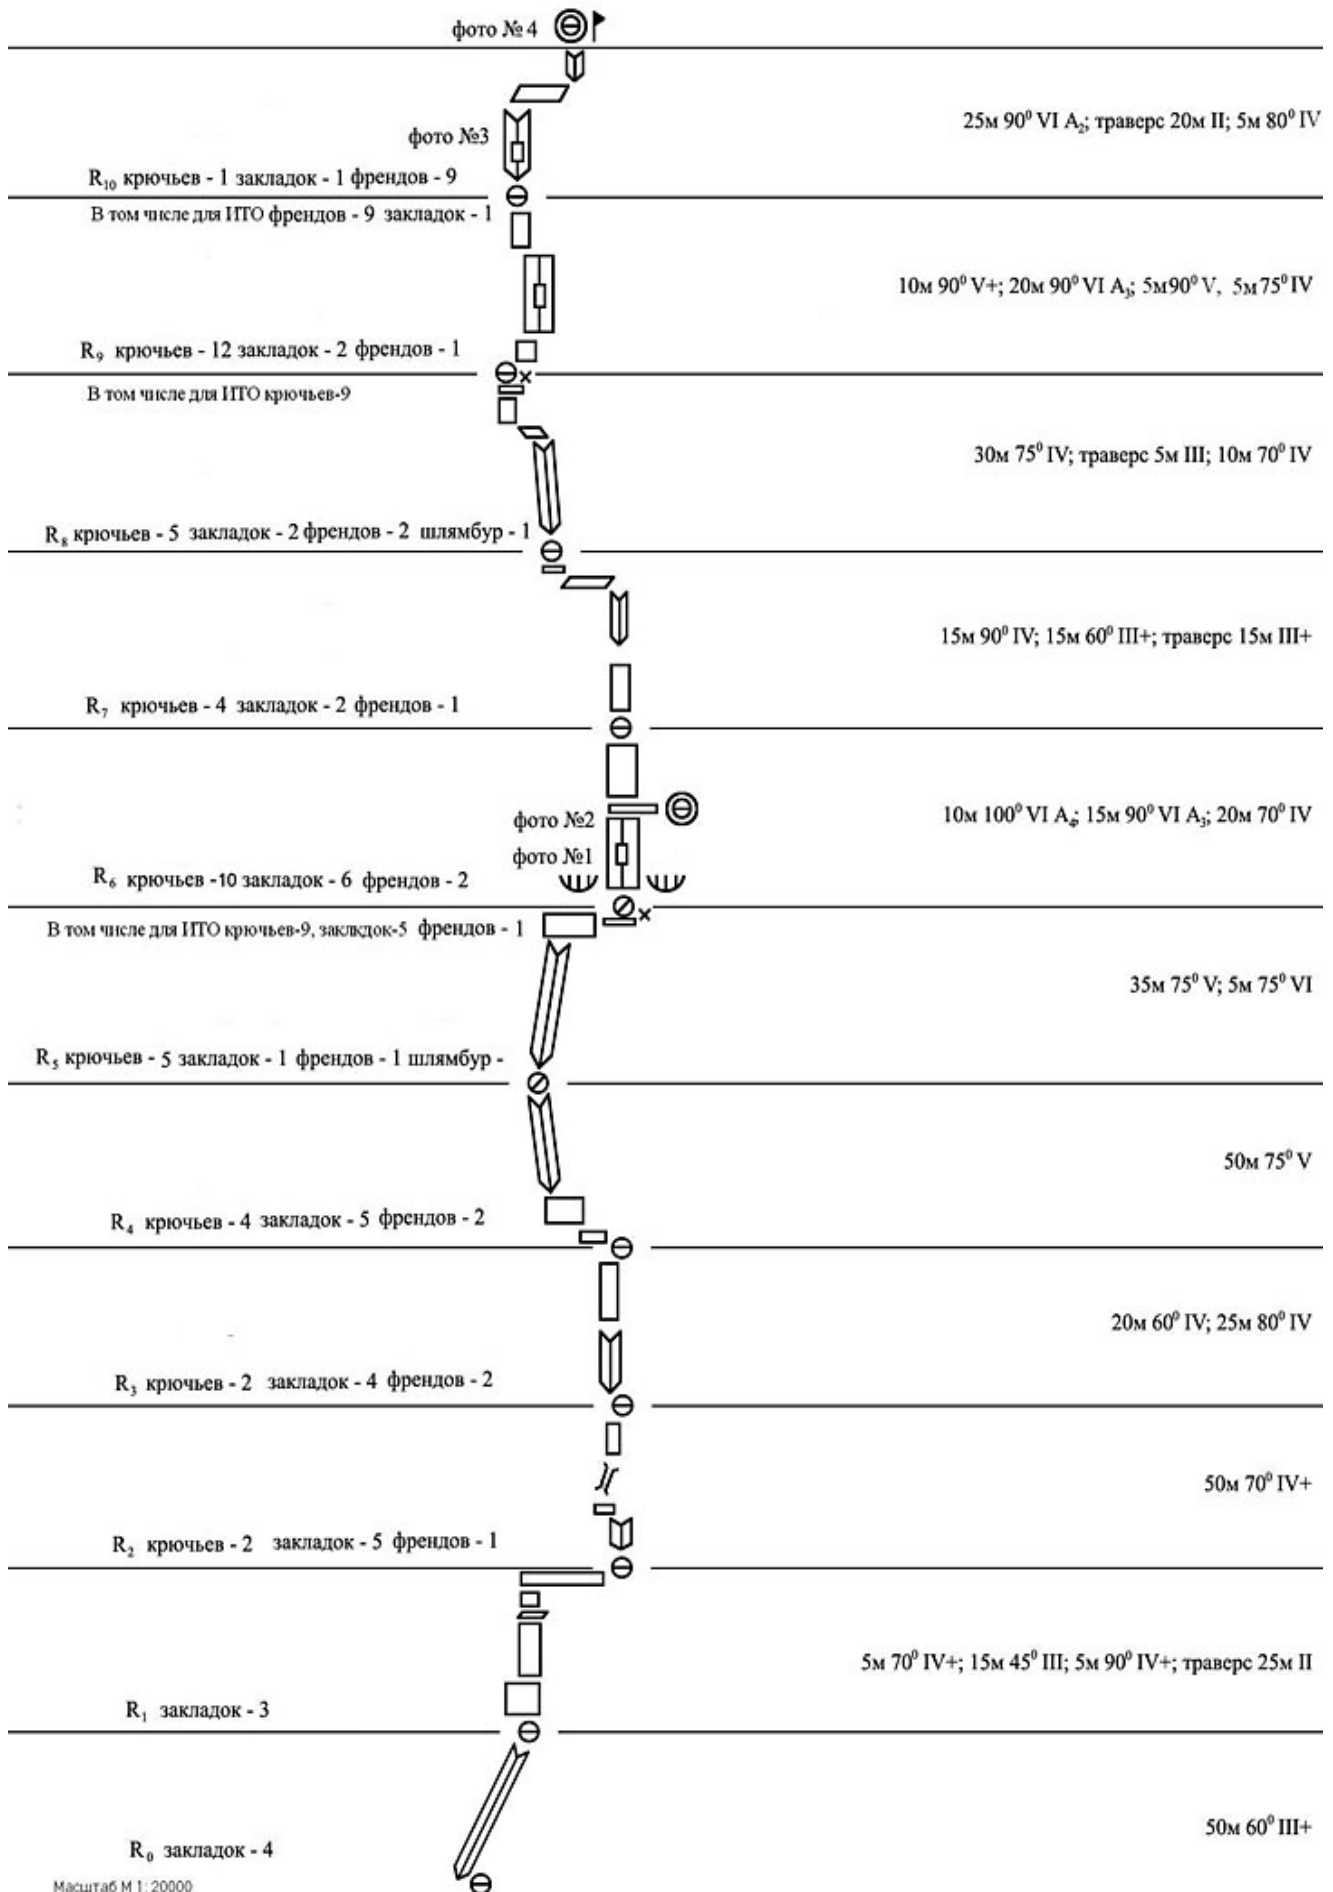 фото № 4
25м 90⁰ VI A₂; траверс 20м II; 5м 80⁰ IV
фото №3
R₁₀ крючьев - 1 закладок - 1 френдов - 9
В том числе для ИТО френдов - 9 закладок - 1
10м 90⁰ V+; 20м 90⁰ VI A₃; 5м90⁰ V, 5м 75⁰ IV
R₉ крючьев - 12 закладок - 2 френдов - 1
В том числе для ИТО крючьев-9
30м 75⁰ IV; траверс 5м III; 10м 70⁰ IV
R₈ крючьев - 5 закладок - 2 френдов - 2 шлямбур - 1
15м 90⁰ IV; 15м 60⁰ III+; траверс 15м III+
R₇ крючьев - 4 закладок - 2 френдов - 1
фото №2
10м 100⁰ VI A₄; 15м 90⁰ VI A₃; 20м 70⁰ IV
фото №1
R₆ крючьев -10 закладок - 6 френдов - 2
В том числе для ИТО крючьев-9, заклкдок-5 френдов - 1
35м 75⁰ V; 5м 75⁰ VI
R₅ крючьев - 5 закладок - 1 френдов - 1 шлямбур -
50м 75⁰ V
R₄ крючьев - 4 закладок - 5 френдов - 2
20м 60⁰ IV; 25м 80⁰ IV
R₃ крючьев - 2 закладок - 4 френдов - 2
50м 70⁰ IV+
R₂ крючьев - 2 закладок - 5 френдов - 1
5м 70⁰ IV+; 15м 45⁰ III; 5м 90⁰ IV+; траверс 25м II
R₁ закладок - 3
50м 60⁰ III+
R₀ закладок - 4
Масштаб М 1: 20000